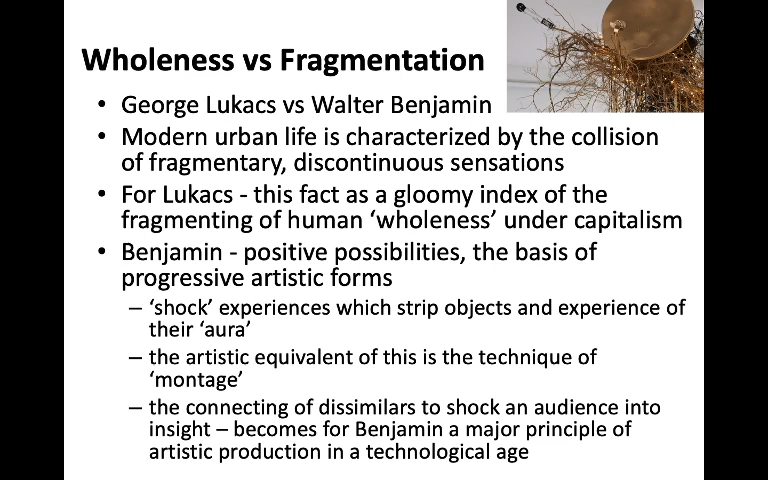 Wholeness vs Fragmentation
• George Lukacs vs Walter Benjamin
• Modern urban life is characterized by the collision
of fragmentary, discontinuous sensations
• For Lukacs - this fact as a gloomy index of the
fragmenting of human ‘wholeness’ under capitalism
• Benjamin - positive possibilities, the basis of
progressive artistic forms
– ‘shock’ experiences which strip objects and experience of
their ‘aura’
– the artistic equivalent of this is the technique of
‘montage’
– the connecting of dissimilars to shock an audience into
insight – becomes for Benjamin a major principle of
artistic production in a technological age